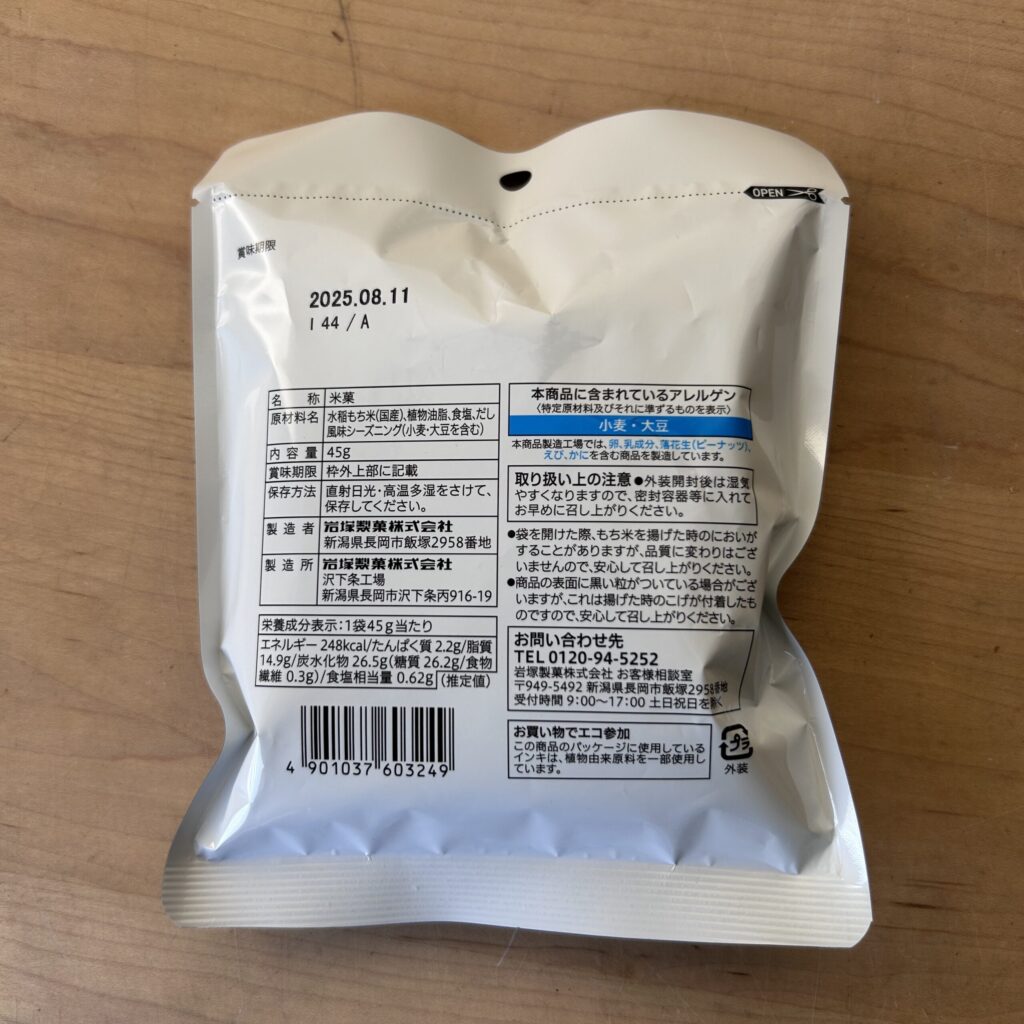 OPEN
賞味期限
2025.08.11
I 44 / A
名 称 米菓
原材料名 水稲もち米(国産)、植物油脂、食塩、だし
風味シーズニング(小麦・大豆を含む)
内容量 45g
賞味期限 枠外上部に記載
保存方法 直射日光・高温多湿をさけて、
保存してください。
製造者 岩塚製菓株式会社
新潟県長岡市飯塚2958番地
製造所 岩塚製菓株式会社
沢下条工場
新潟県長岡市沢下条丙916-19
栄養成分表示:1袋45g当たり
エネルギー 248kcal/たんぱく質 2.2g/脂質
14.9g/炭水化物 26.5g(糖質 26.2g/食物
繊維 0.3g)/食塩相当量 0.62g (推定値)
4 901037 603249
本商品に含まれているアレルゲン
〈特定原材料及びそれに準ずるものを表示〉
小麦・大豆
本商品製造工場では、卵、乳成分、落花生(ピーナッツ)、
えび、かにを含む商品を製造しています。
取り扱い上の注意 ●外装開封後は湿気
やすくなりますので、密封容器等に入れて
お早めに召し上がりください。
●袋を開けた際、もち米を揚げた時のにおいが
することがありますが、品質に変わりはござ
いませんので、安心して召し上がりください。
●商品の表面に黒い粒がついている場合がござ
いますが、これは揚げた時のこげが付着したも
のですので、安心して召し上がりください。
お問い合わせ先
TEL 0120-94-5252
岩塚製菓株式会社 お客様相談室
〒949-5492 新潟県長岡市飯塚2958番地
受付時間 9:00〜17:00 土日祝日を除く
お買い物でエコ参加
この商品のパッケージに使用している
インキは、植物由来原料を一部使用し
ています。
プラ
外装